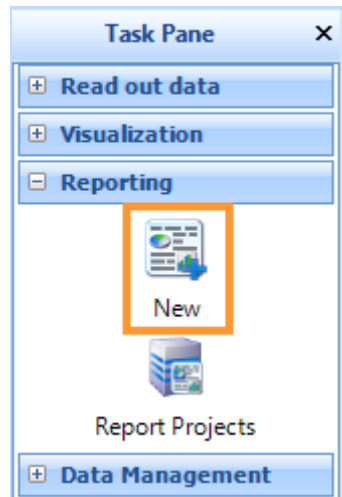 Task Pane
Read out data
Visualization
Reporting
New
Report Projects
Data Management